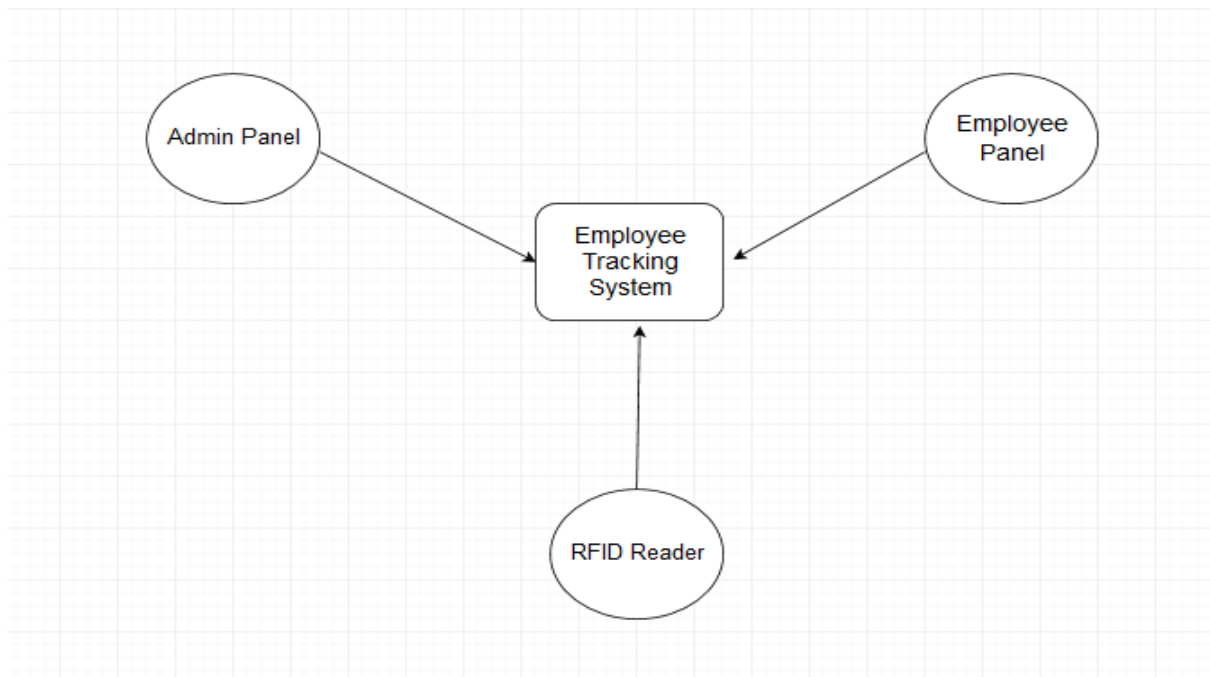 Admin Panel
Employee
Panel
Employee
Tracking
System
RFID Reader